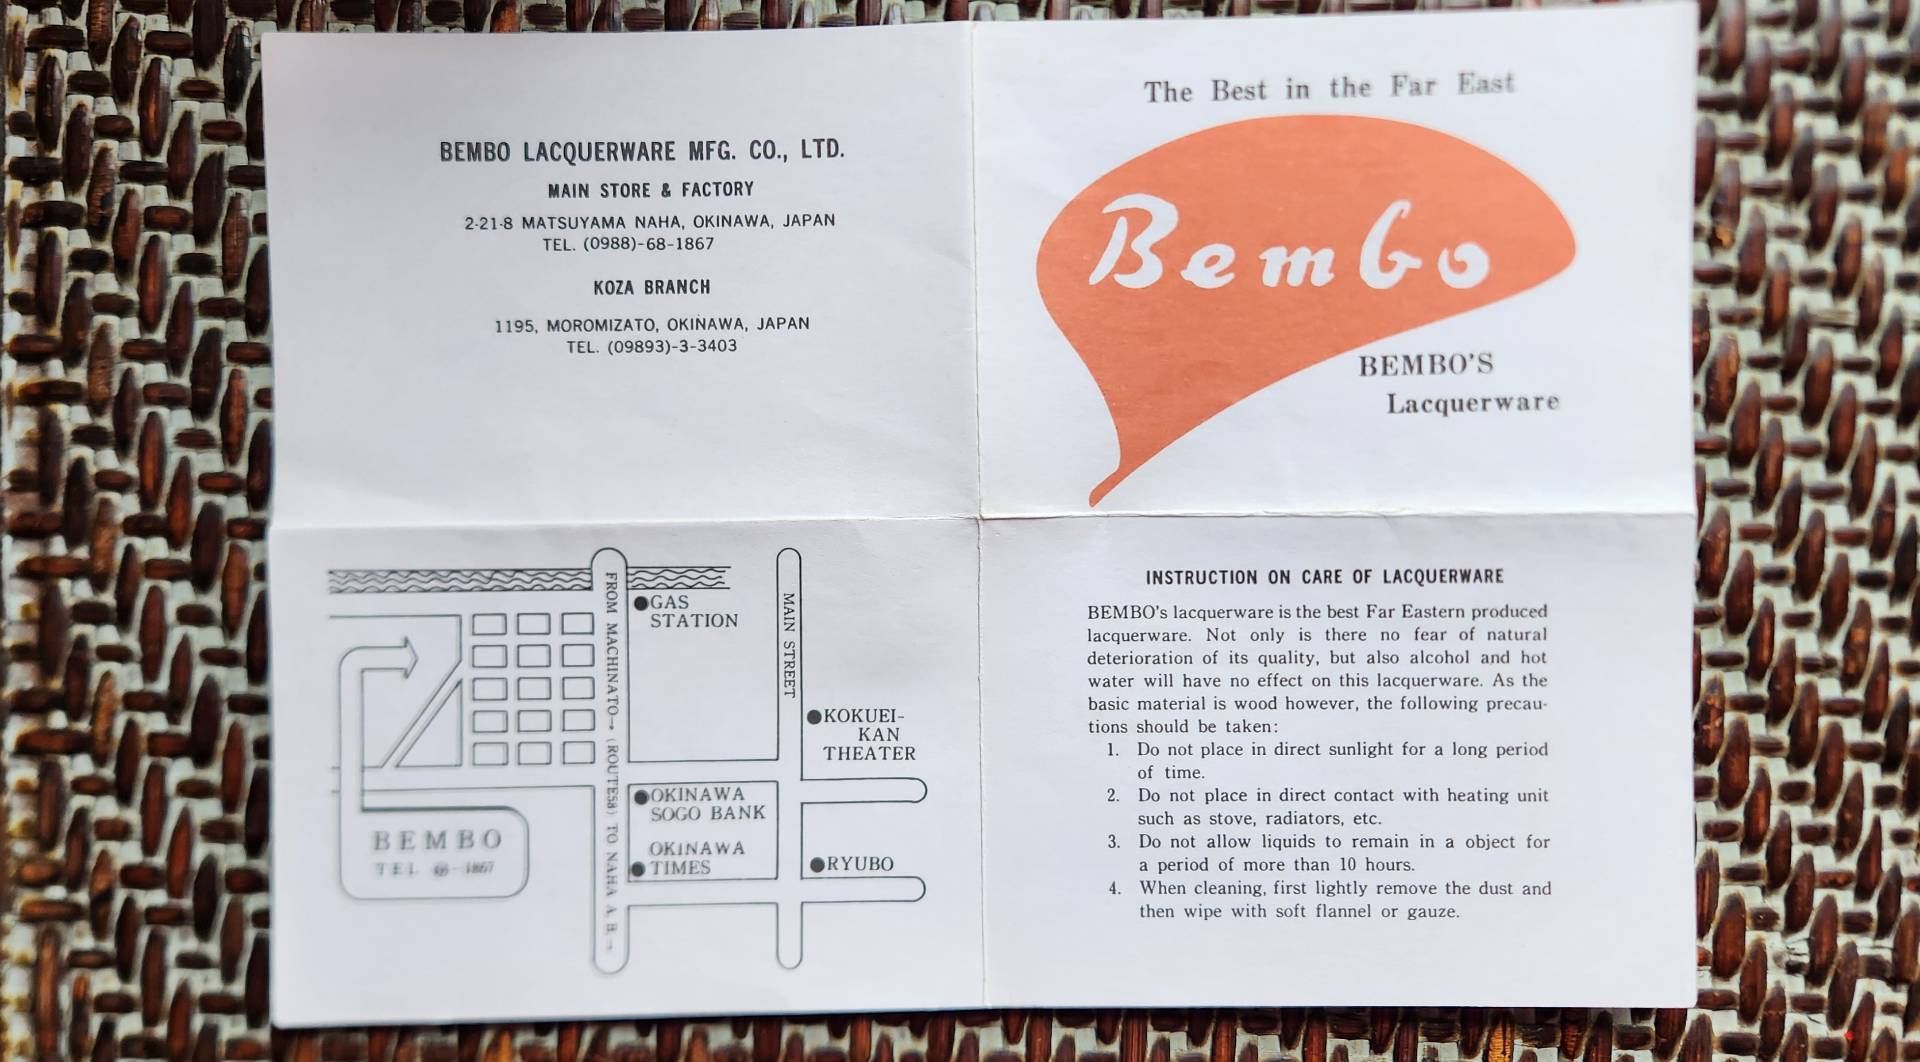 BEMBO LACQUERWARE MFG. CO., LTD.
MAIN STORE & FACTORY
2-21-8 MATSUYAMA NAHA, OKINAWA, JAPAN
TEL. (0988)-68-1867
KOZA BRANCH
1195, MOROMIZATO, OKINAWA, JAPAN
TEL. (09893)-3-3403
The Best in the Far East
Bembo
BEMBO'S
Lacquerware
FROM MACHINATO→ (ROUTE58) TO NAHA A. B.→
GAS
STATION
MAIN STREET
KOKUEI-
KAN
THEATER
OKINAWA
SOGO BANK
OKINAWA
TIMES
RYUBO
BEMBO
TEL 68-1867
INSTRUCTION ON CARE OF LACQUERWARE
BEMBO's lacquerware is the best Far Eastern produced
lacquerware. Not only is there no fear of natural
deterioration of its quality, but also alcohol and hot
water will have no effect on this lacquerware. As the
basic material is wood however, the following precau-
tions should be taken:
1. Do not place in direct sunlight for a long period
of time.
2. Do not place in direct contact with heating unit
such as stove, radiators, etc.
3. Do not allow liquids to remain in a object for
a period of more than 10 hours.
4. When cleaning, first lightly remove the dust and
then wipe with soft flannel or gauze.